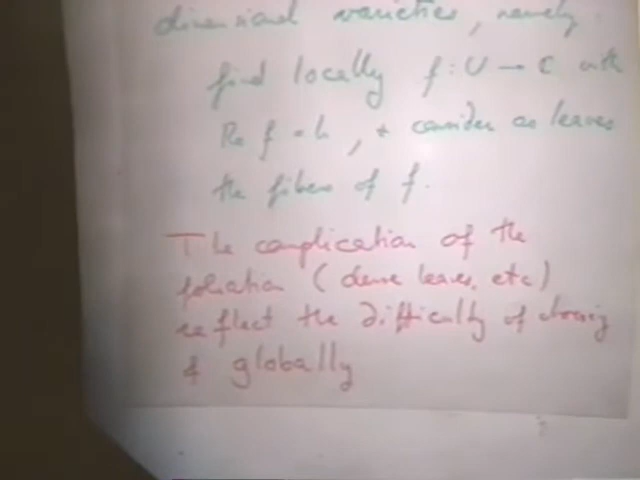 dimensional varieties, namely
find locally f: U → C with
Re f = h, & consider as leaves
the fibers of f.
The complication of the
foliation (dense leaves, etc)
reflect the difficulty of choosing
f globally